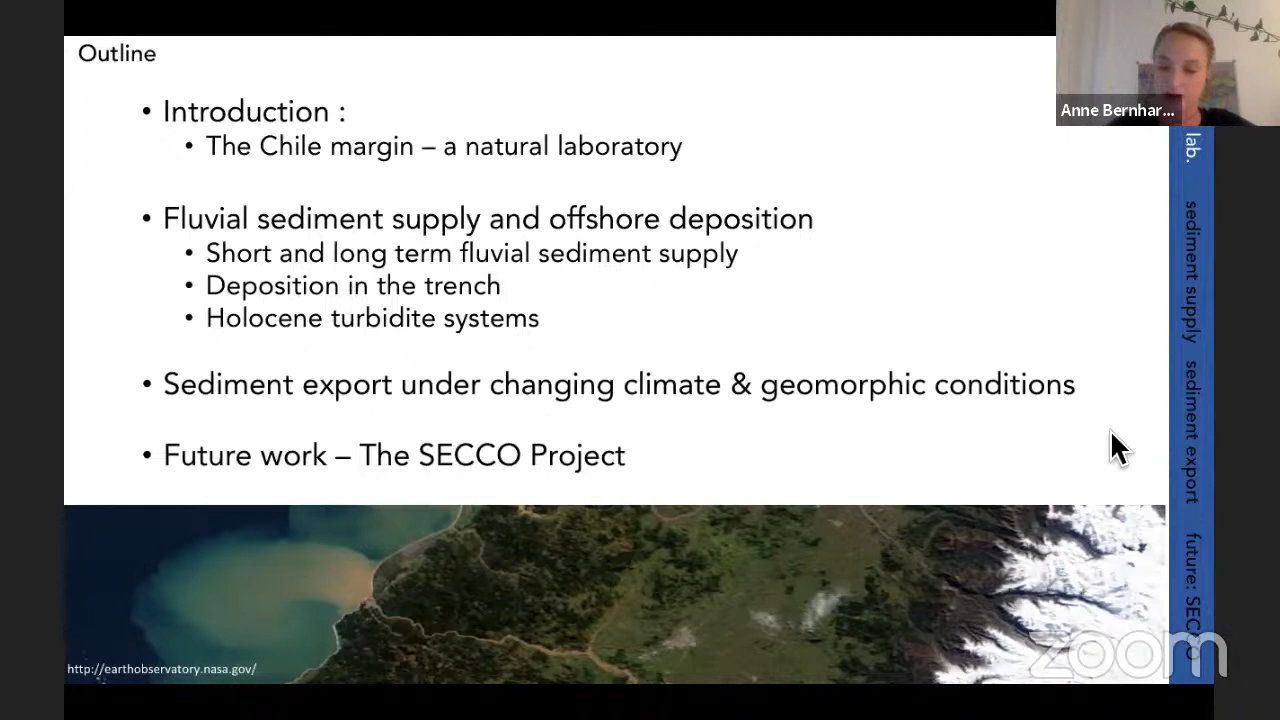 Outline
• Introduction :
• The Chile margin – a natural laboratory
• Fluvial sediment supply and offshore deposition
• Short and long term fluvial sediment supply
• Deposition in the trench
• Holocene turbidite systems
• Sediment export under changing climate & geomorphic conditions
• Future work – The SECCO Project
http://earthobservatory.nasa.gov/
Anne Bernhar...
lab. sediment supply sediment export future: SECCO
zoom